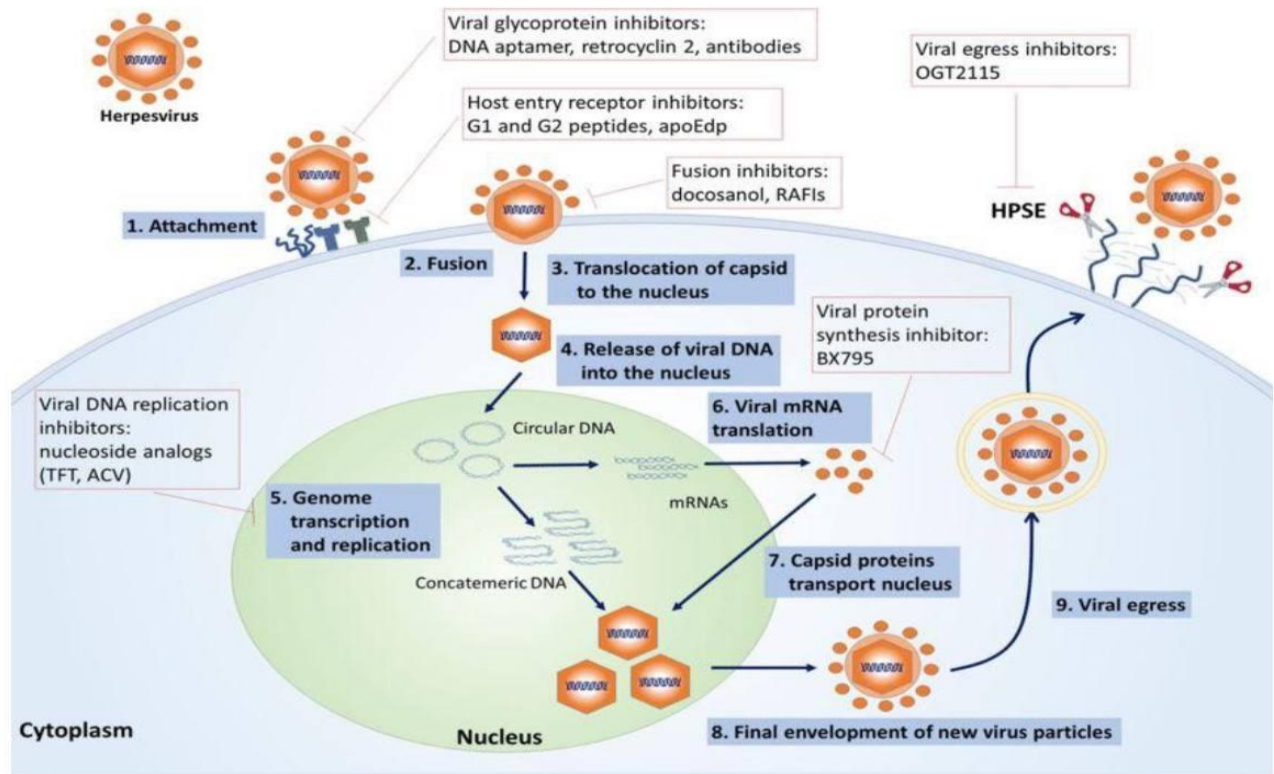 Viral glycoprotein inhibitors:
DNA aptamer, retrocyclin 2, antibodies
Viral egress inhibitors:
OGT2115
Herpesvirus
Host entry receptor inhibitors:
G1 and G2 peptides, apoEdp
Fusion inhibitors:
docosanol, RAFIs
HPSE
1. Attachment
2. Fusion
3. Translocation of capsid
to the nucleus
Viral protein
synthesis inhibitor:
BX795
4. Release of viral DNA
into the nucleus
Viral DNA replication
inhibitors:
nucleoside analogs
(TFT, ACV)
Circular DNA
6. Viral mRNA
translation
5. Genome
transcription
and replication
mRNAs
Concatemeric DNA
7. Capsid proteins
transport nucleus
9. Viral egress
Cytoplasm
Nucleus
8. Final envelopment of new virus particles